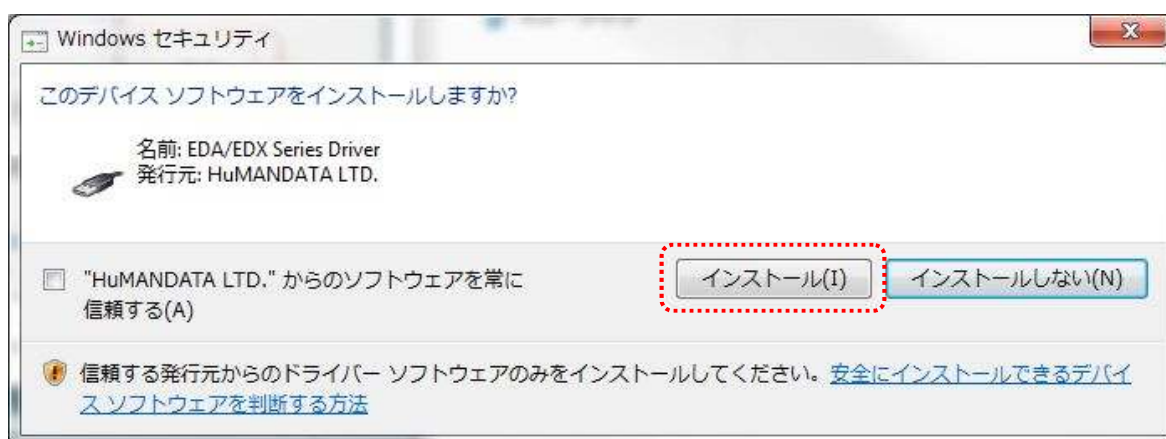 Windows セキュリティ
このデバイス ソフトウェアをインストールしますか?
名前: EDA/EDX Series Driver
発行元: HuMANDATA LTD.
"HuMANDATA LTD." からのソフトウェアを常に
信頼する(A)
インストール(I)
インストールしない(N)
信頼する発行元からのドライバー ソフトウェアのみをインストールしてください。安全にインストールできるデバイ
ス ソフトウェアを判断する方法